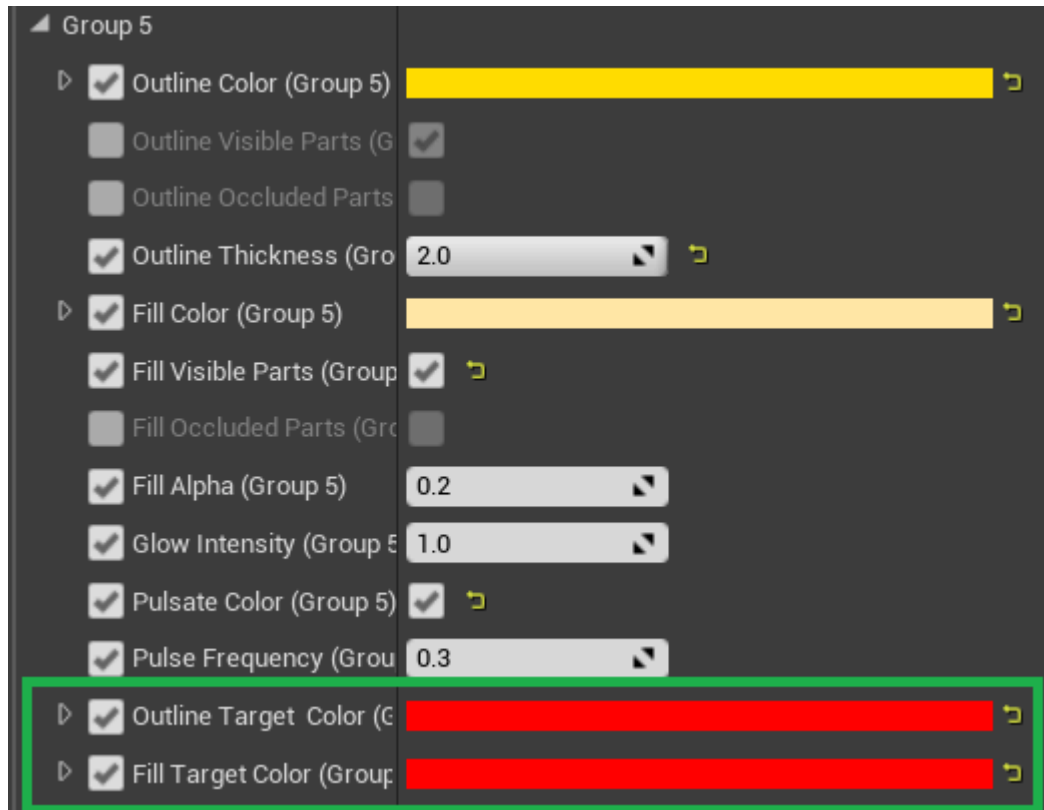 Group 5
Outline Color (Group 5)
Outline Visible Parts (G
Outline Occluded Parts
Outline Thickness (Gro 2.0
Fill Color (Group 5)
Fill Visible Parts (Group
Fill Occluded Parts (Gro
Fill Alpha (Group 5) 0.2
Glow Intensity (Group 5 1.0
Pulsate Color (Group 5)
Pulse Frequency (Grou 0.3
Outline Target  Color (G
Fill Target Color (Group